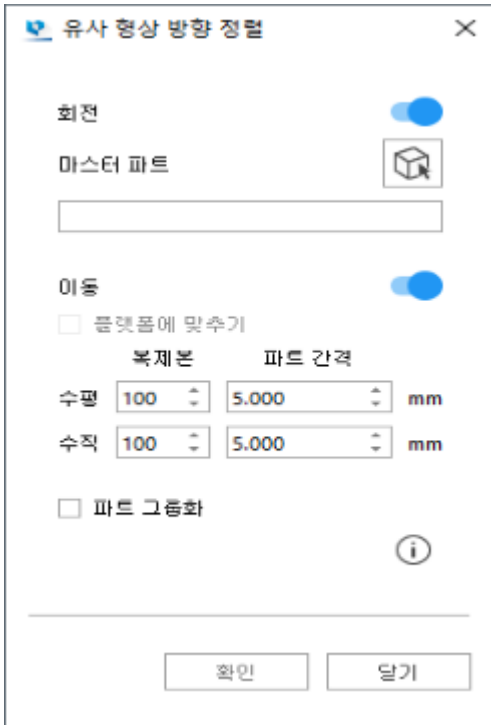 유사 형상 방향 정렬
회전
마스터 파트
이동
플랫폼에 맞추기
복제본 파트 간격
수평 100 5.000 mm
수직 100 5.000 mm
파트 그룹화
확인 닫기